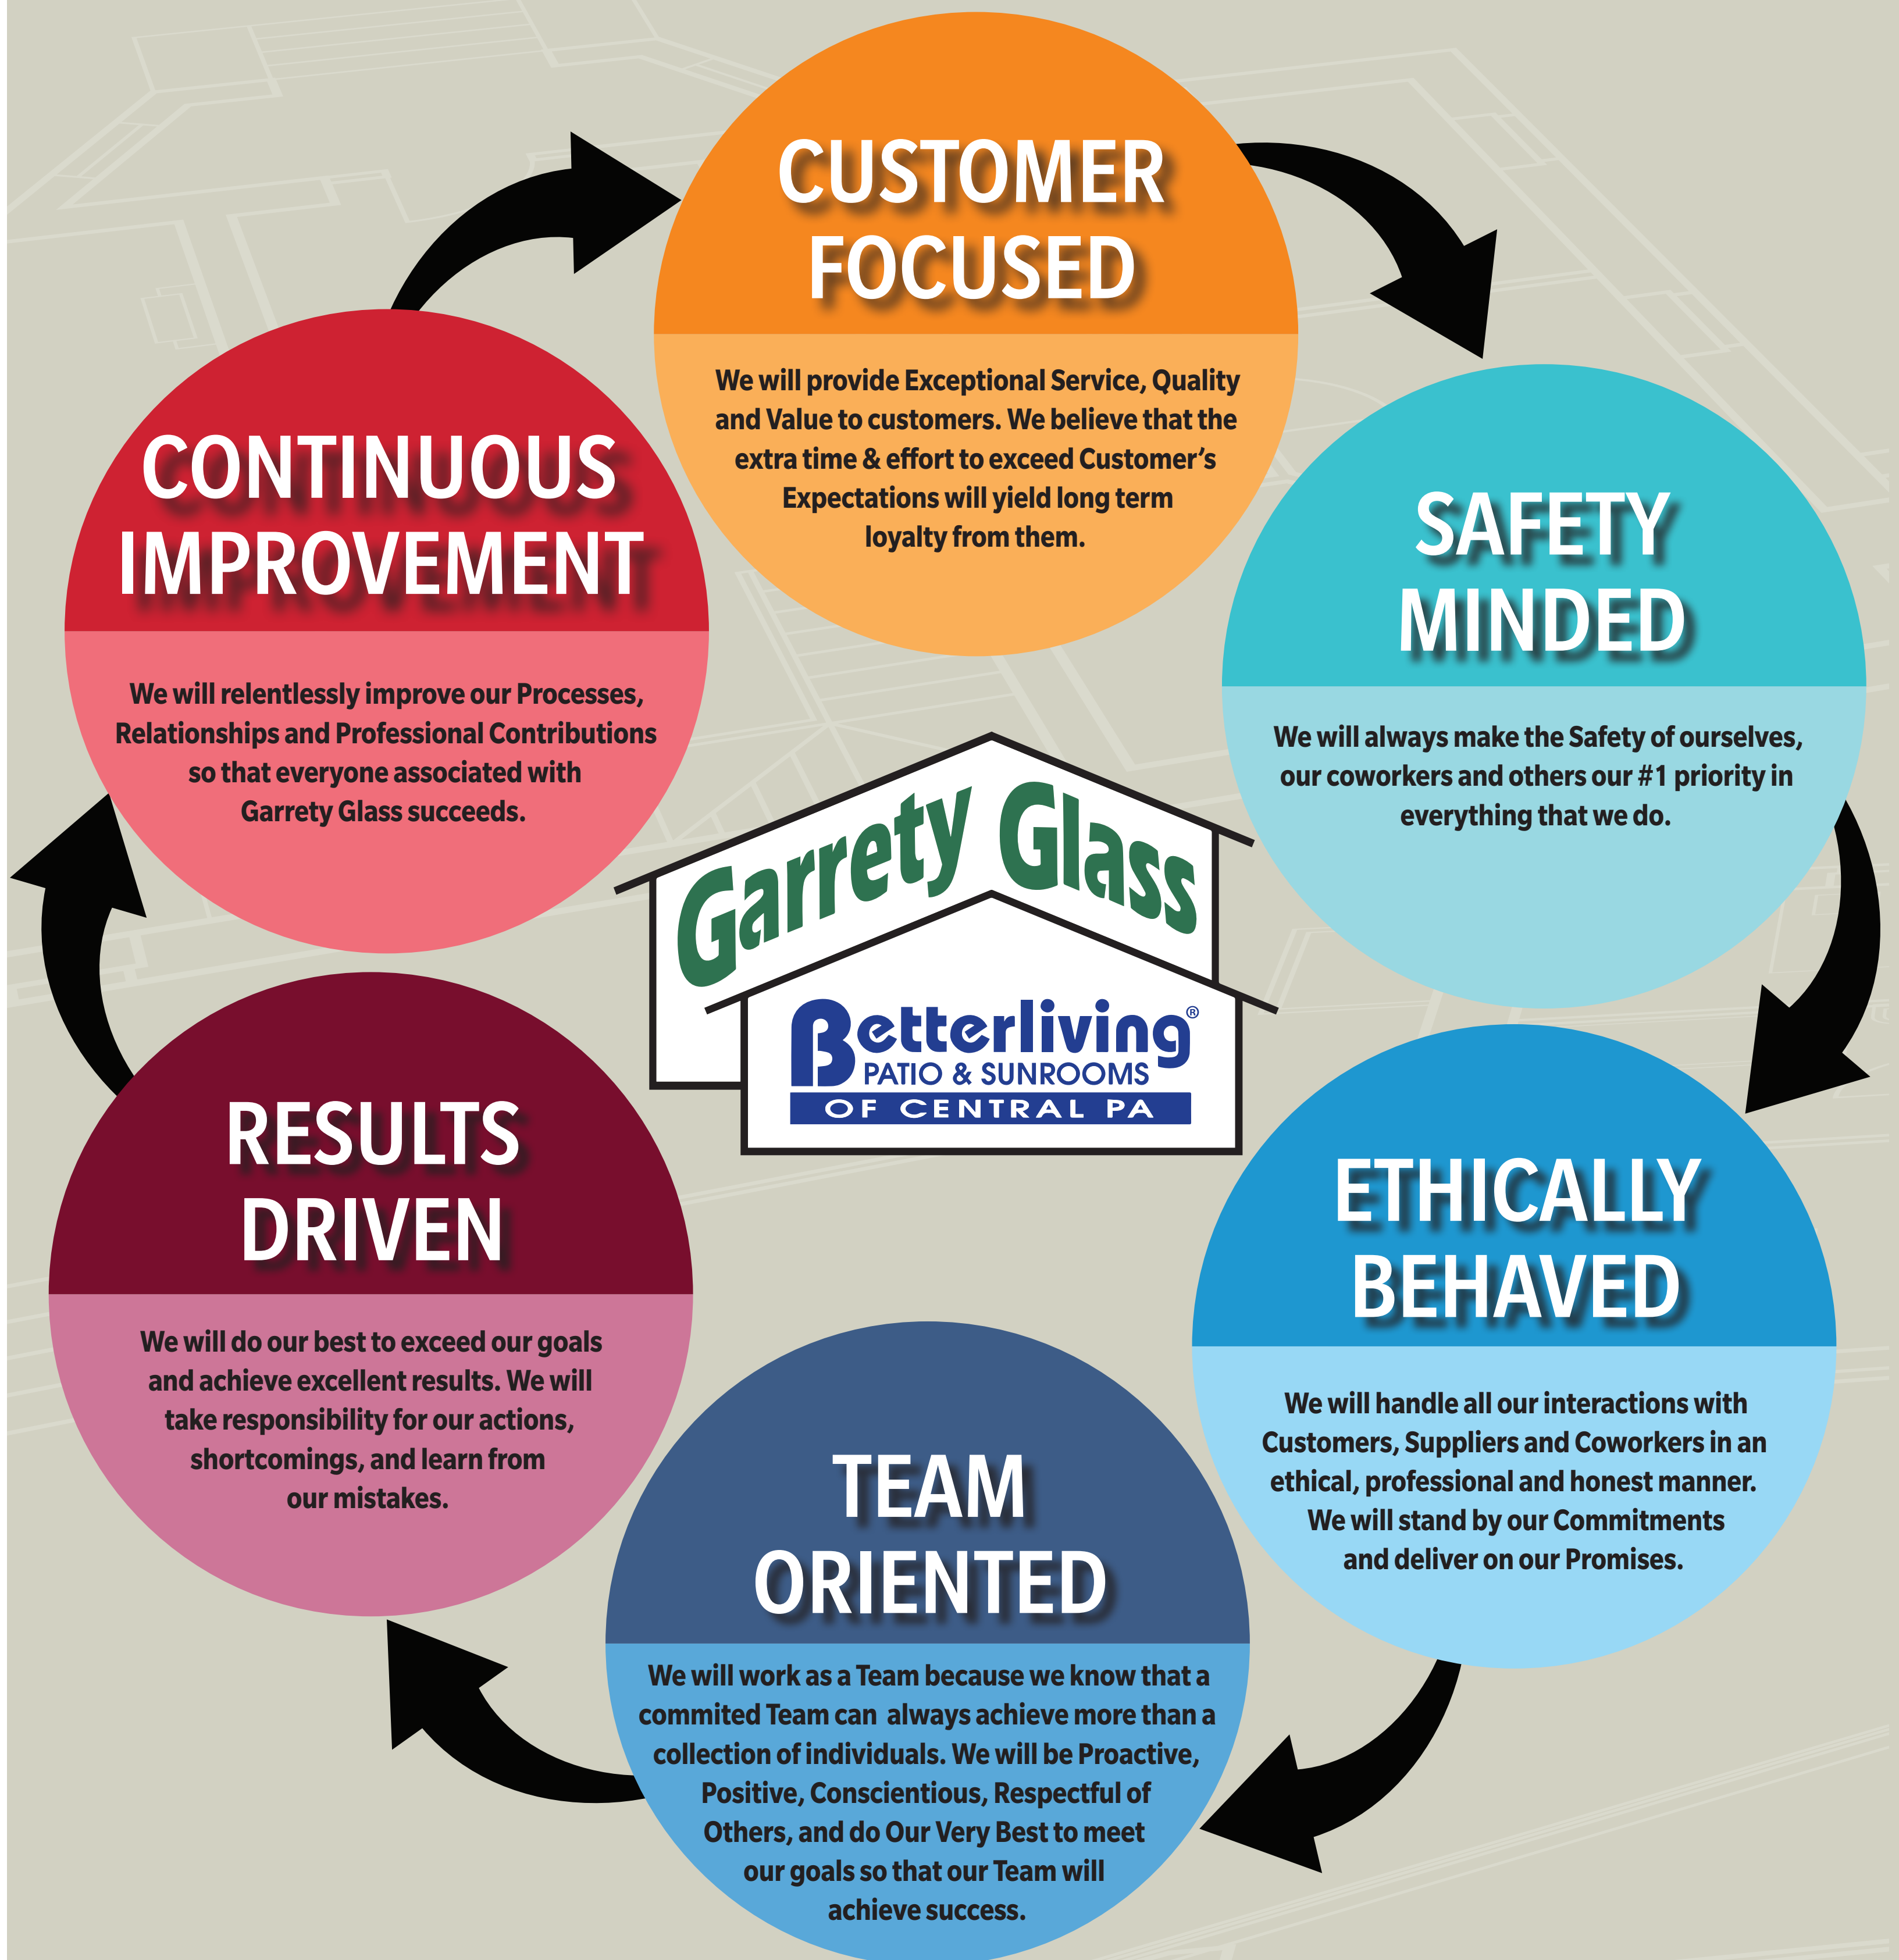 CUSTOMER
FOCUSED
We will provide Exceptional Service, Quality
and Value to customers. We believe that the
extra time & effort to exceed Customer's
Expectations will yield long term
loyalty from them.
SAFETY
MINDED
We will always make the Safety of ourselves,
our coworkers and others our #1 priority in
everything that we do.
ETHICALLY
BEHAVED
We will handle all our interactions with
Customers, Suppliers and Coworkers in an
ethical, professional and honest manner.
We will stand by our Commitments
and deliver on our Promises.
TEAM
ORIENTED
We will work as a Team because we know that a
commited Team can always achieve more than a
collection of individuals. We will be Proactive,
Positive, Conscientious, Respectful of
Others, and do Our Very Best to meet
our goals so that our Team will
achieve success.
RESULTS
DRIVEN
We will do our best to exceed our goals
and achieve excellent results. We will
take responsibility for our actions,
shortcomings, and learn from
our mistakes.
CONTINUOUS
IMPROVEMENT
We will relentlessly improve our Processes,
Relationships and Professional Contributions
so that everyone associated with
Garrety Glass succeeds.
Garrety Glass
Betterliving®
PATIO & SUNROOMS
OF CENTRAL PA